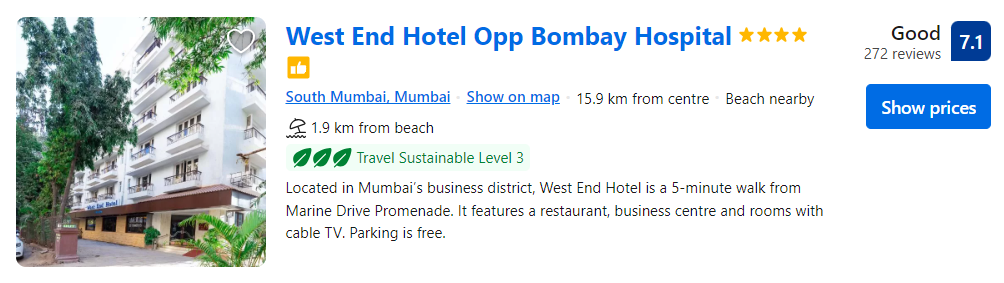 West End Hotel Opp Bombay Hospital
South Mumbai, Mumbai · Show on map · 15.9 km from centre · Beach nearby
1.9 km from beach
Travel Sustainable Level 3
Located in Mumbai's business district, West End Hotel is a 5-minute walk from
Marine Drive Promenade. It features a restaurant, business centre and rooms with
cable TV. Parking is free.
Good
272 reviews
7.1
Show prices
West End Hotel